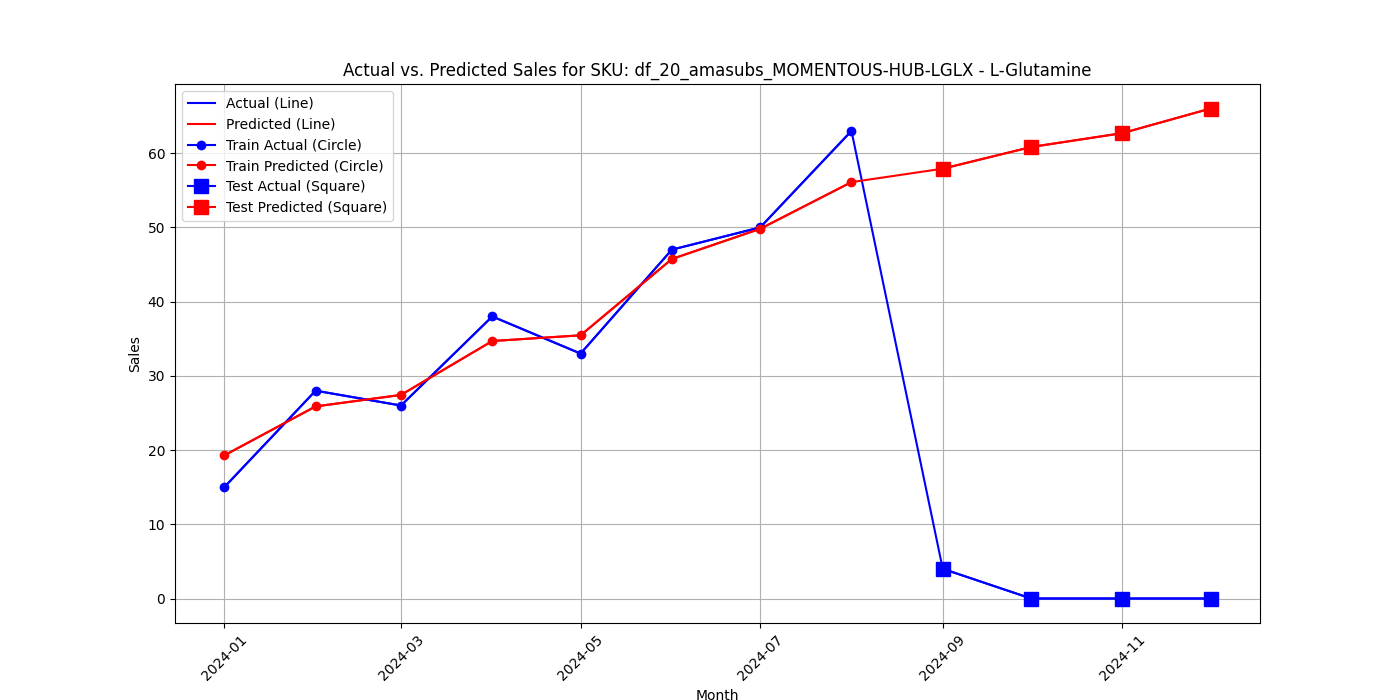 Actual vs. Predicted Sales for SKU: df_20_amasubs_MOMENTOUS-HUB-LGLX - L-Glutamine
Actual (Line)
Predicted (Line)
Train Actual (Circle)
Train Predicted (Circle)
Test Actual (Square)
Test Predicted (Square)
60
50
40
30
20
10
0
Sales
2024-01
2024-03
2024-05
2024-07
2024-09
2024-11
Month